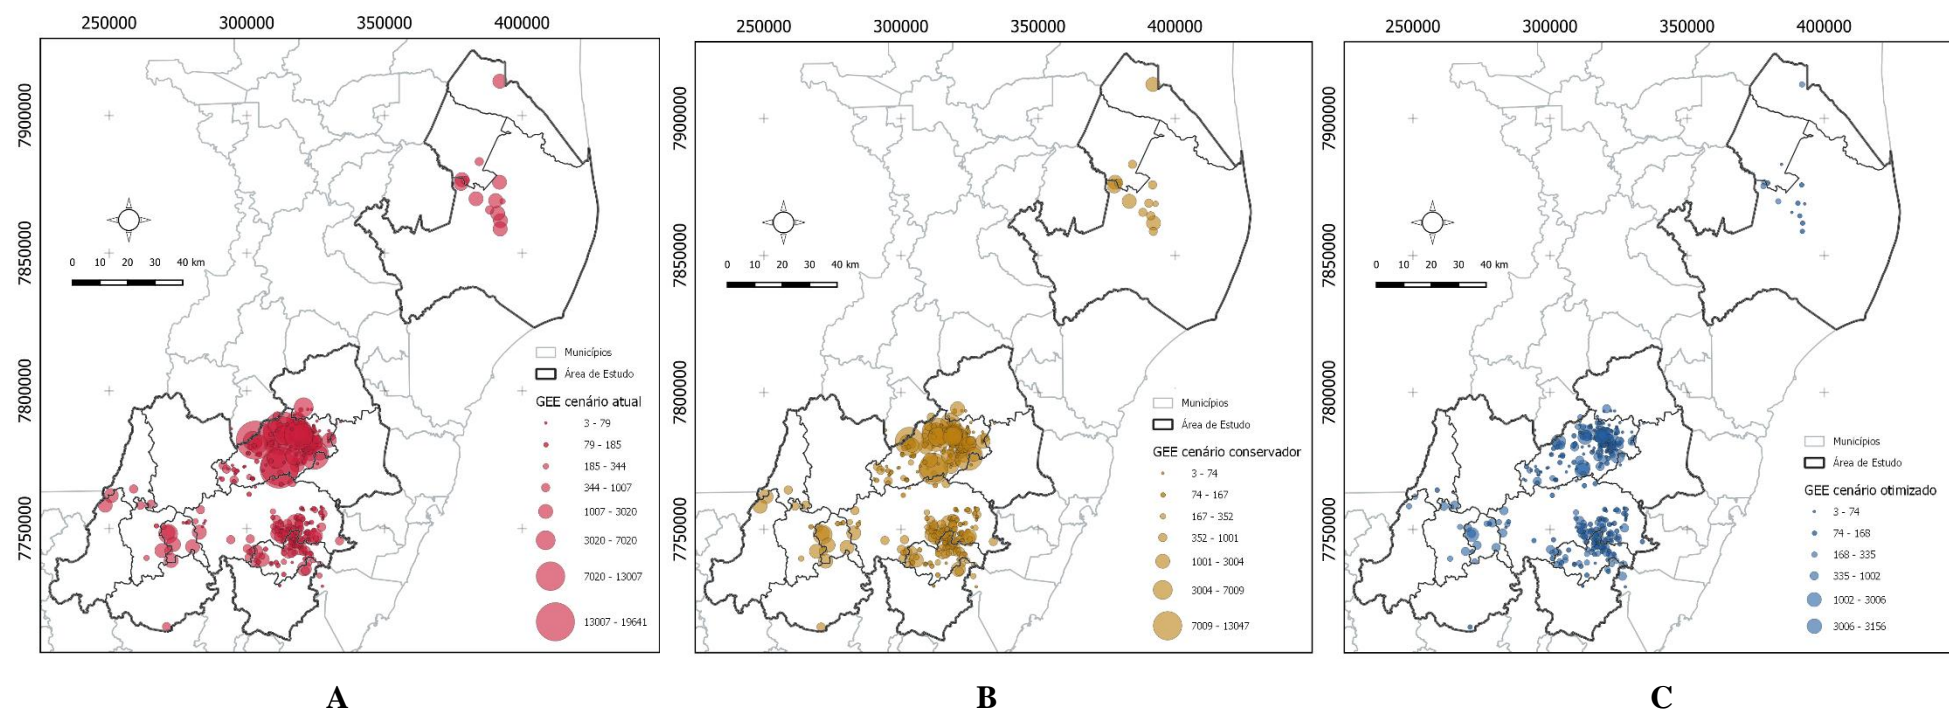 250000 300000 350000 400000
7900000
7850000
7800000
7750000
0 10 20 30 40 km
Municípios
Área de Estudo
GEE cenário atual
3 - 79
79 - 185
185 - 344
344 - 1007
1007 - 3020
3020 - 7020
7020 - 13007
13007 - 19641
A
250000 300000 350000 400000
7900000
7850000
7800000
7750000
0 10 20 30 40 km
Municípios
Área de Estudo
GEE cenário conservador
3 - 74
74 - 167
167 - 352
352 - 1001
1001 - 3004
3004 - 7009
7009 - 13047
B
250000 300000 350000 400000
7900000
7850000
7800000
7750000
0 10 20 30 40 km
Municípios
Área de Estudo
GEE cenário otimizado
3 - 74
74 - 168
168 - 335
335 - 1002
1002 - 3006
3006 - 3156
C